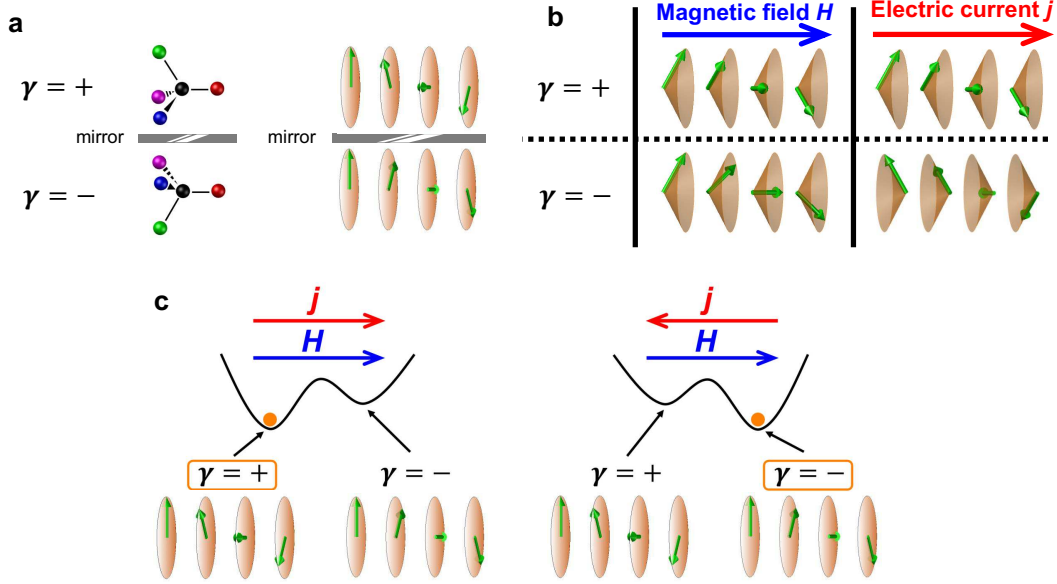 a
γ = +
mirror
mirror
γ = −
b
Magnetic field H
Electric current j
γ = +
γ = −
c
j
H
γ = +
γ = −
j
H
γ = +
γ = −